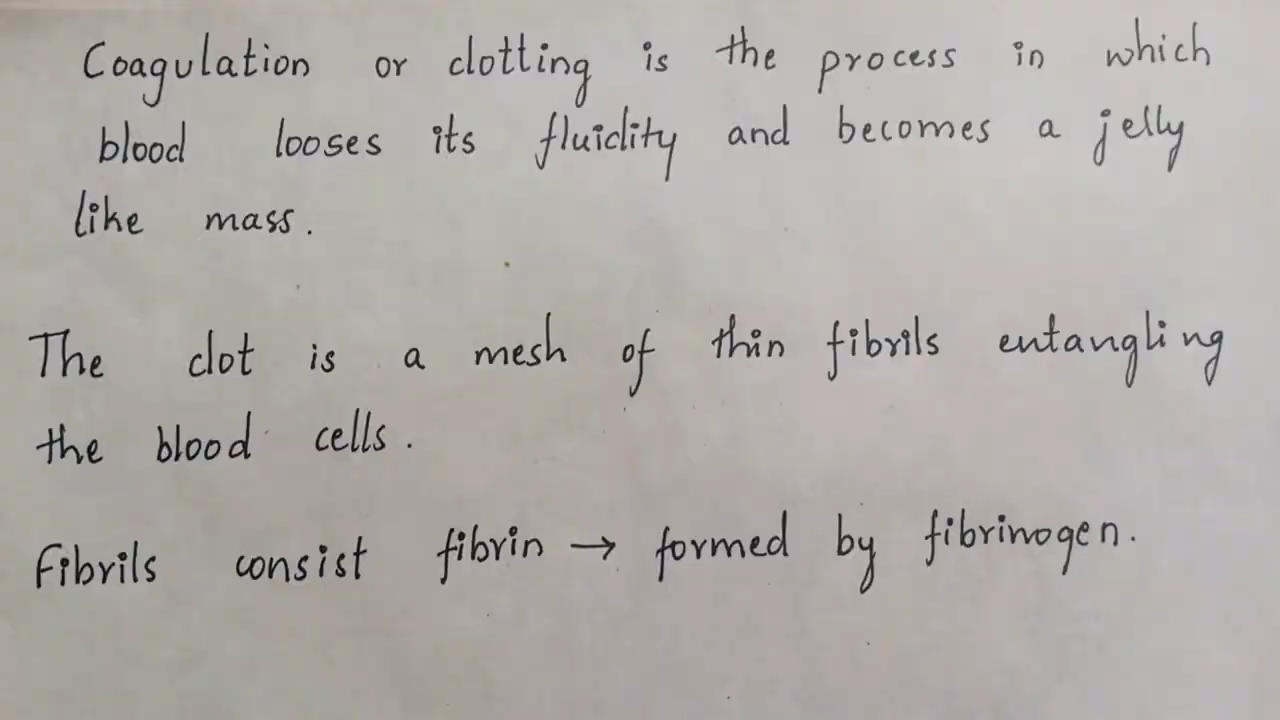 Coagulation or clotting is the process in which
blood looses its fluidity and becomes a jelly
like mass.
The clot is a mesh of thin fibrils entangling
the blood cells.
Fibrils consist fibrin → formed by fibrinogen.